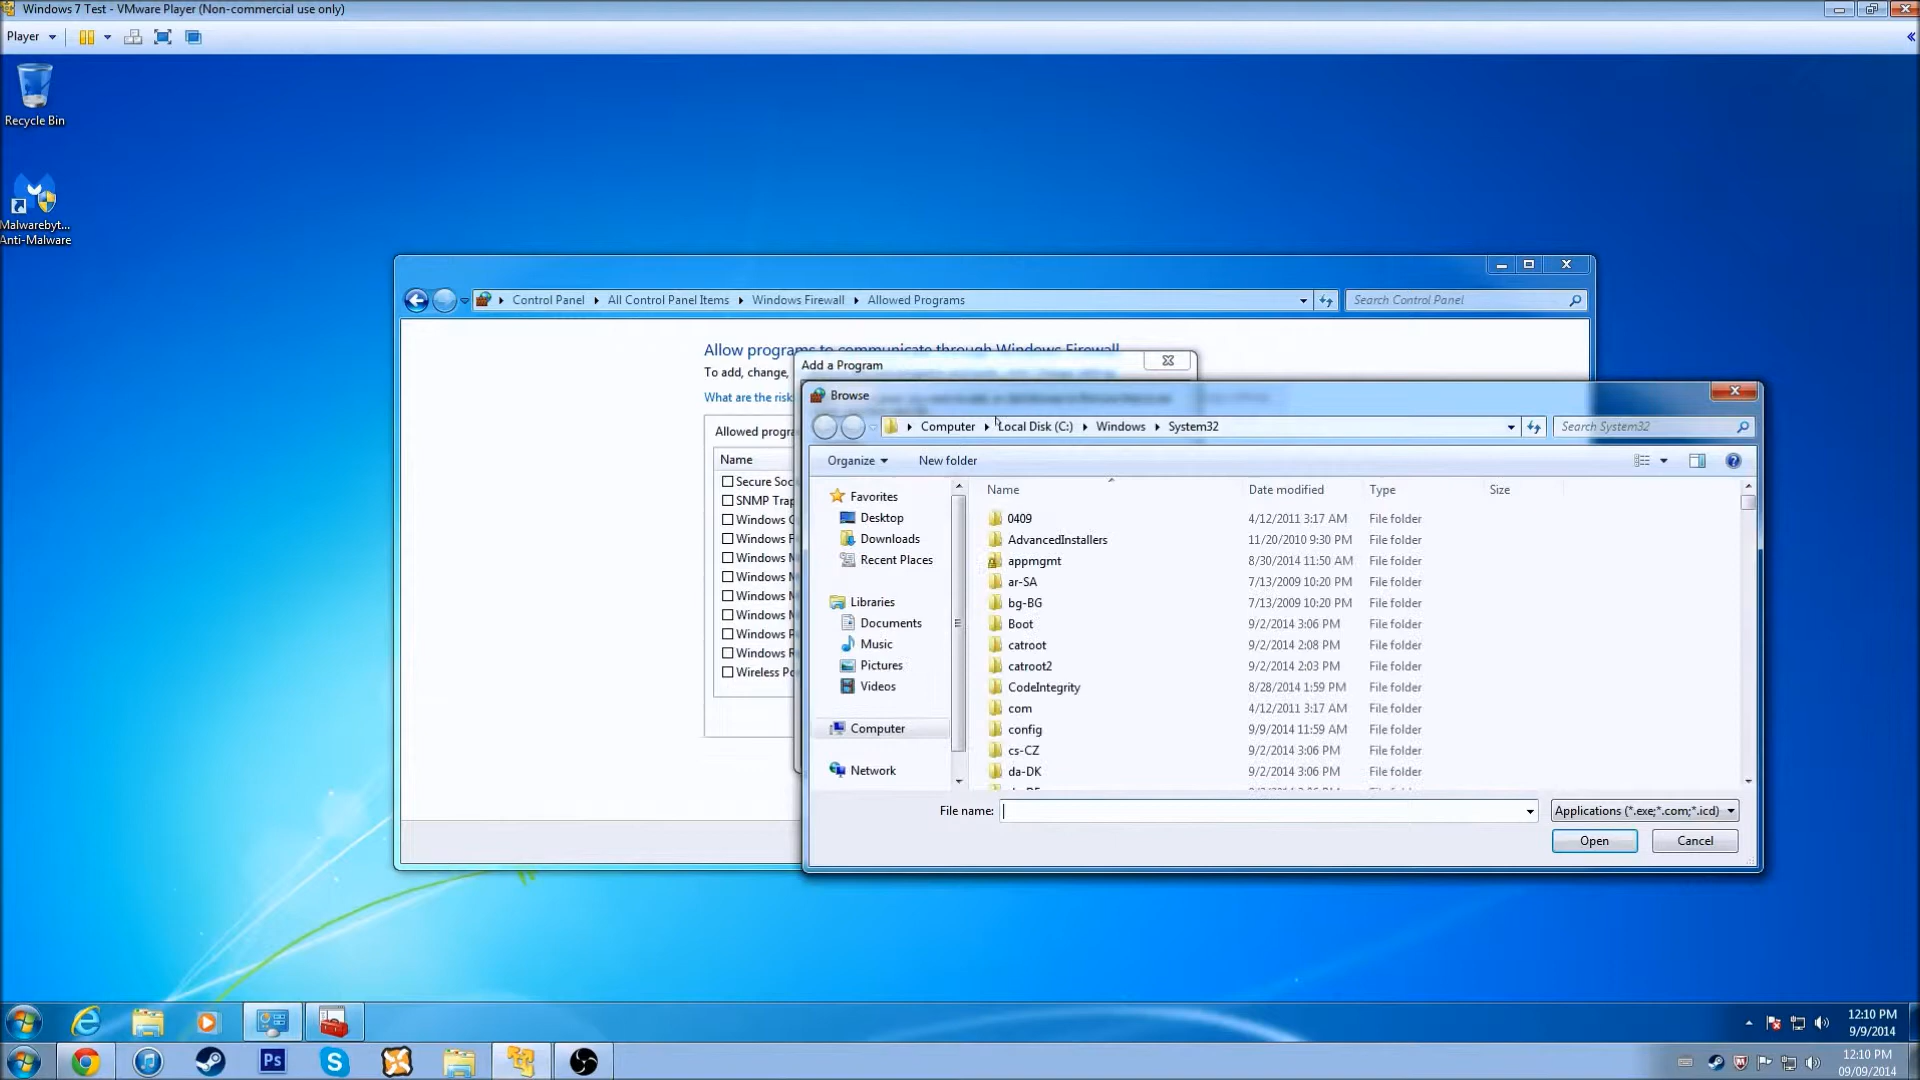 Windows 7 Test - VMware Player (Non-commercial use only)
Player
Recycle Bin
Malwarebyt...
Anti-Malware
Control Panel
All Control Panel Items
Windows Firewall
Allowed Programs
Search Control Panel
Allow programs to communicate through Windows Firewall
To add, change,
What are the risk
Allowed progra
Name
Secure Soc
SNMP Trap
Windows C
Windows F
Windows M
Windows M
Windows M
Windows M
Windows P
Windows R
Wireless Po
Add a Program
Browse
Computer
Local Disk (C:)
Windows
System32
Search System32
Organize
New folder
Favorites
Desktop
Downloads
Recent Places
Libraries
Documents
Music
Pictures
Videos
Computer
Network
Name Date modified Type Size
0409 4/12/2011 3:17 AM File folder
AdvancedInstallers 11/20/2010 9:30 PM File folder
appmgmt 8/30/2014 11:50 AM File folder
ar-SA 7/13/2009 10:20 PM File folder
bg-BG 7/13/2009 10:20 PM File folder
Boot 9/2/2014 3:06 PM File folder
catroot 9/2/2014 2:08 PM File folder
catroot2 9/2/2014 2:03 PM File folder
CodeIntegrity 8/28/2014 1:59 PM File folder
com 4/12/2011 3:17 AM File folder
config 9/9/2014 11:59 AM File folder
cs-CZ 9/2/2014 3:06 PM File folder
da-DK 9/2/2014 3:06 PM File folder
File name:
Applications (*.exe;*.com;*.icd)
Open
Cancel
12:10 PM
9/9/2014
Ps
12:10 PM
09/09/2014